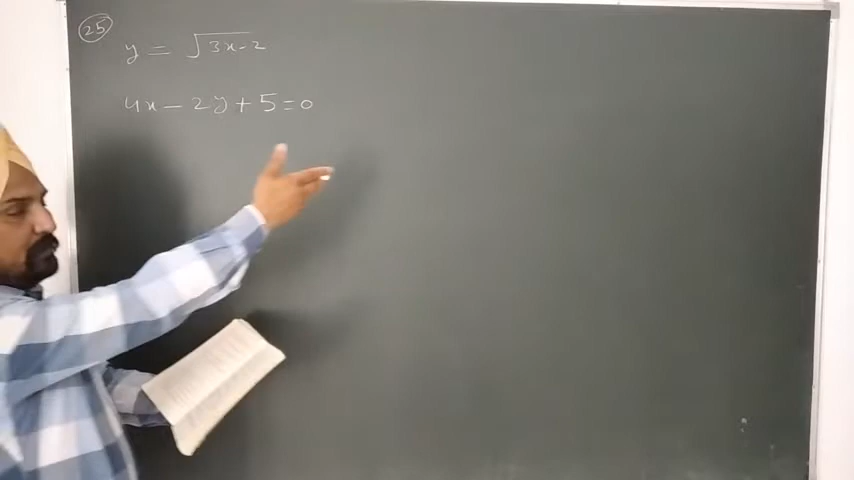 25
y = √3x-2
4x - 2y + 5 = 0